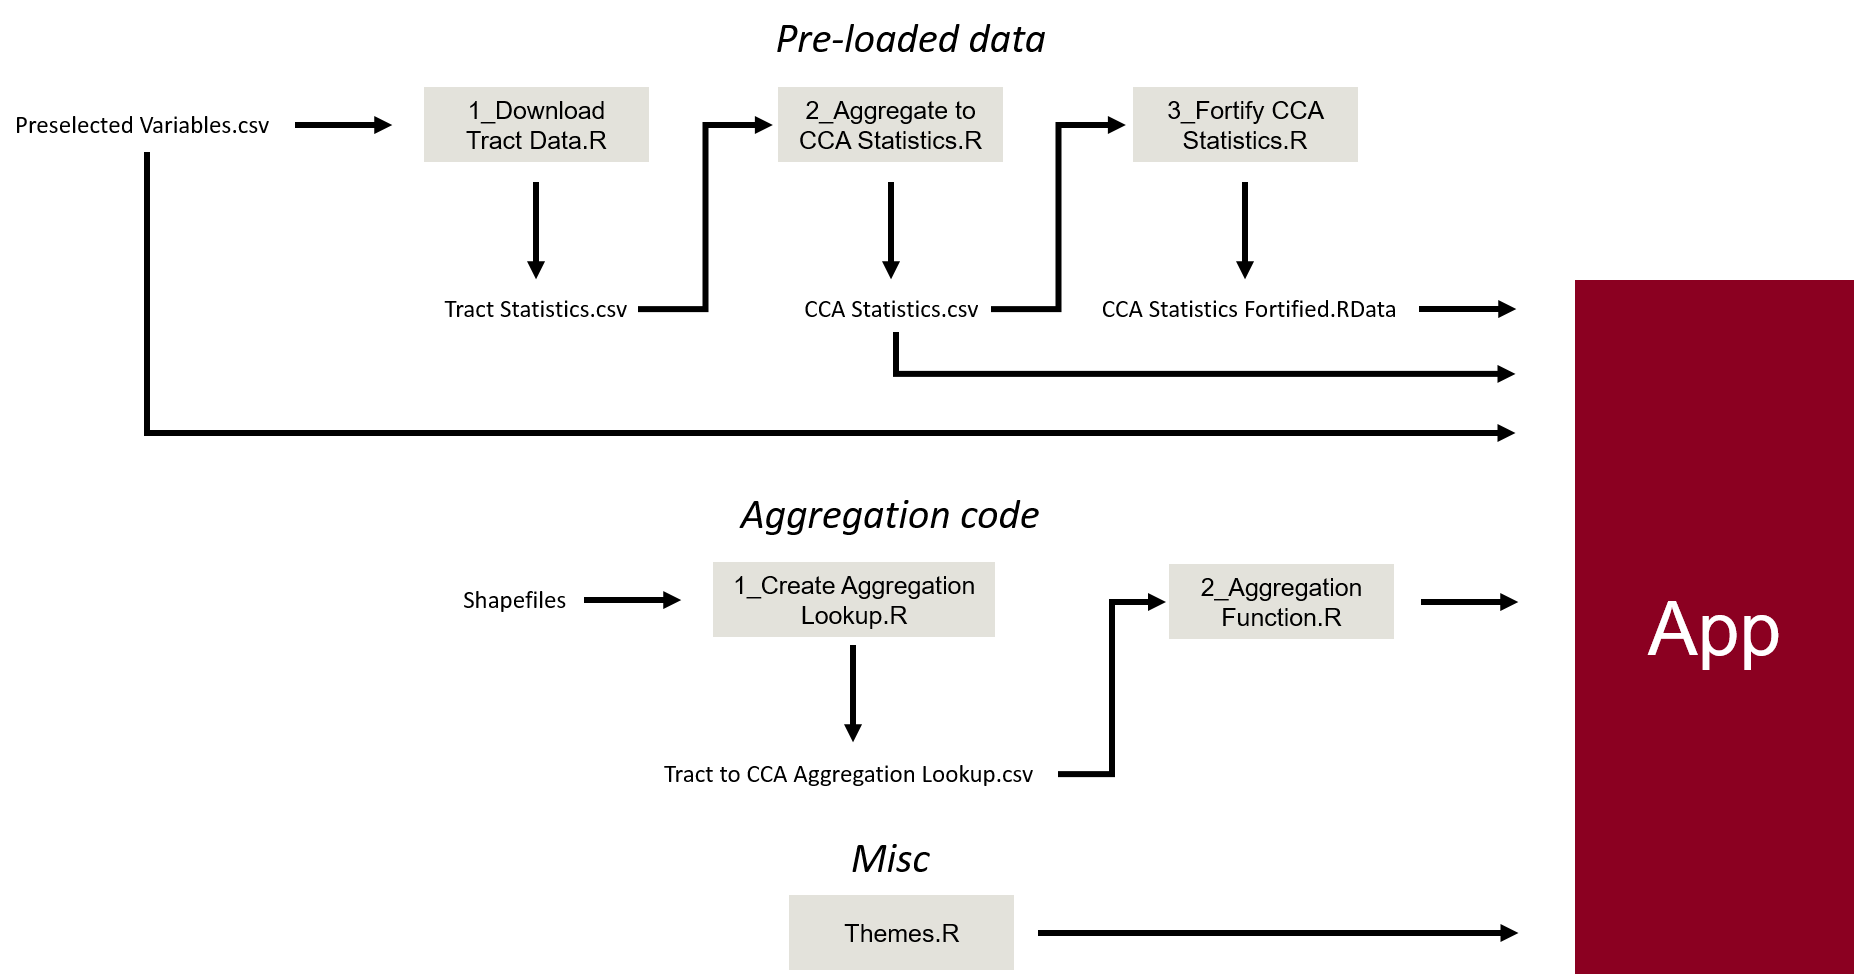 Pre-loaded data
Preselected Variables.csv
1_Download
Tract Data.R
2_Aggregate to
CCA Statistics.R
3_Fortify CCA
Statistics.R
Tract Statistics.csv
CCA Statistics.csv
CCA Statistics Fortified.RData
Aggregation code
Shapefiles
1_Create Aggregation
Lookup.R
2_Aggregation
Function.R
App
Tract to CCA Aggregation Lookup.csv
Misc
Themes.R